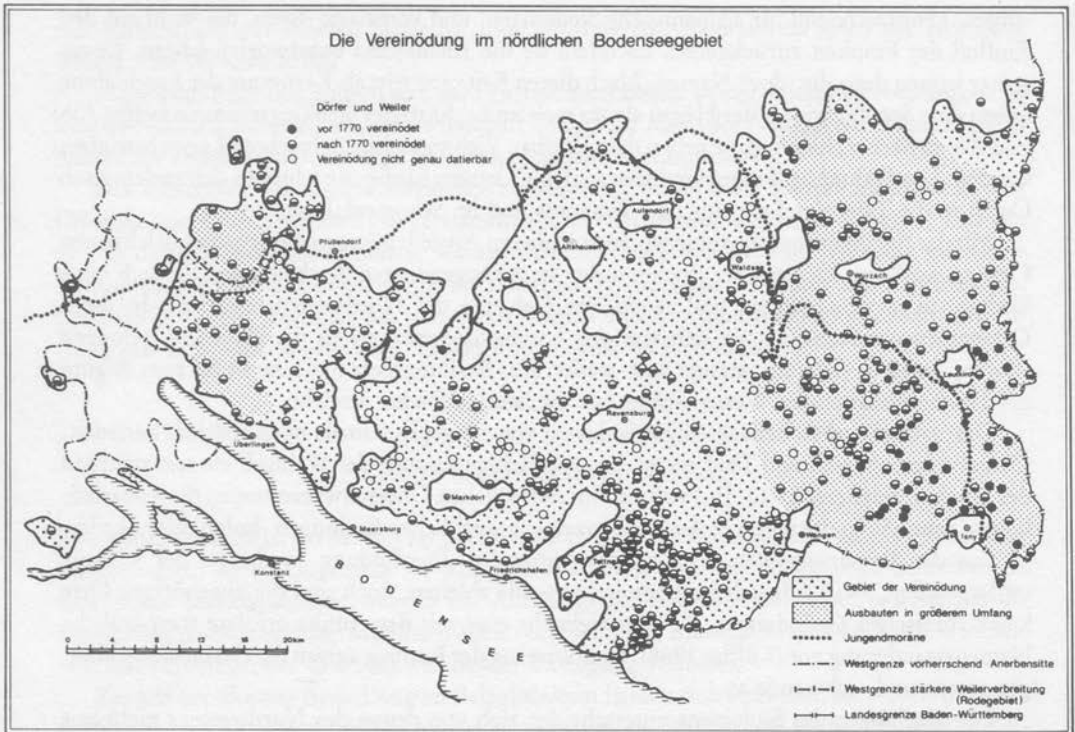 Die Vereinödung im nördlichen Bodenseegebiet
Dörfer und Weiler
vor 1770 vereinödet
nach 1770 vereinödet
Vereinödung nicht genau datierbar
Pfullendorf
Altshausen
Aulendorf
Waldsee
Wurzach
Leutkirch
Ravensburg
Überlingen
Markdorf
Meersburg
Konstanz
Friedrichshafen
Tettnang
Wangen
Isny
BODENSEE
4 8 12 16 20km
Gebiet der Vereinödung
Ausbauten in größerem Umfang
Jungendmoräne
Westgrenze vorherrschend Anerbensitte
Westgrenze stärkere Weilerverbreitung
(Rodegebiet)
Landesgrenze Baden-Württemberg